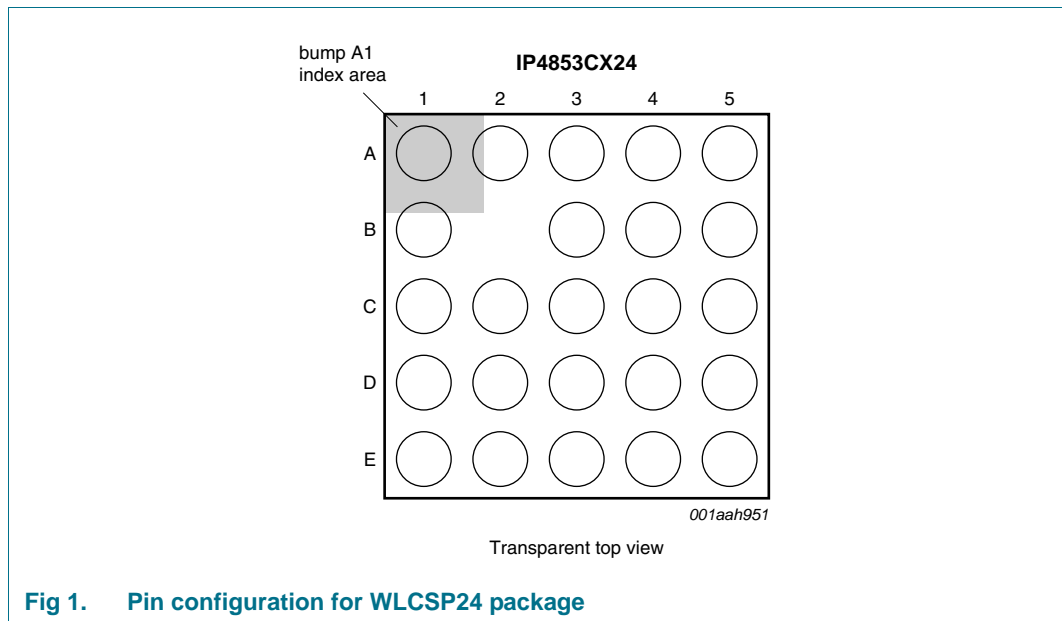 bump A1
index area
IP4853CX24
1 2 3 4 5
A
B
C
D
E
001aah951
Transparent top view
Fig 1. Pin configuration for WLCSP24 package